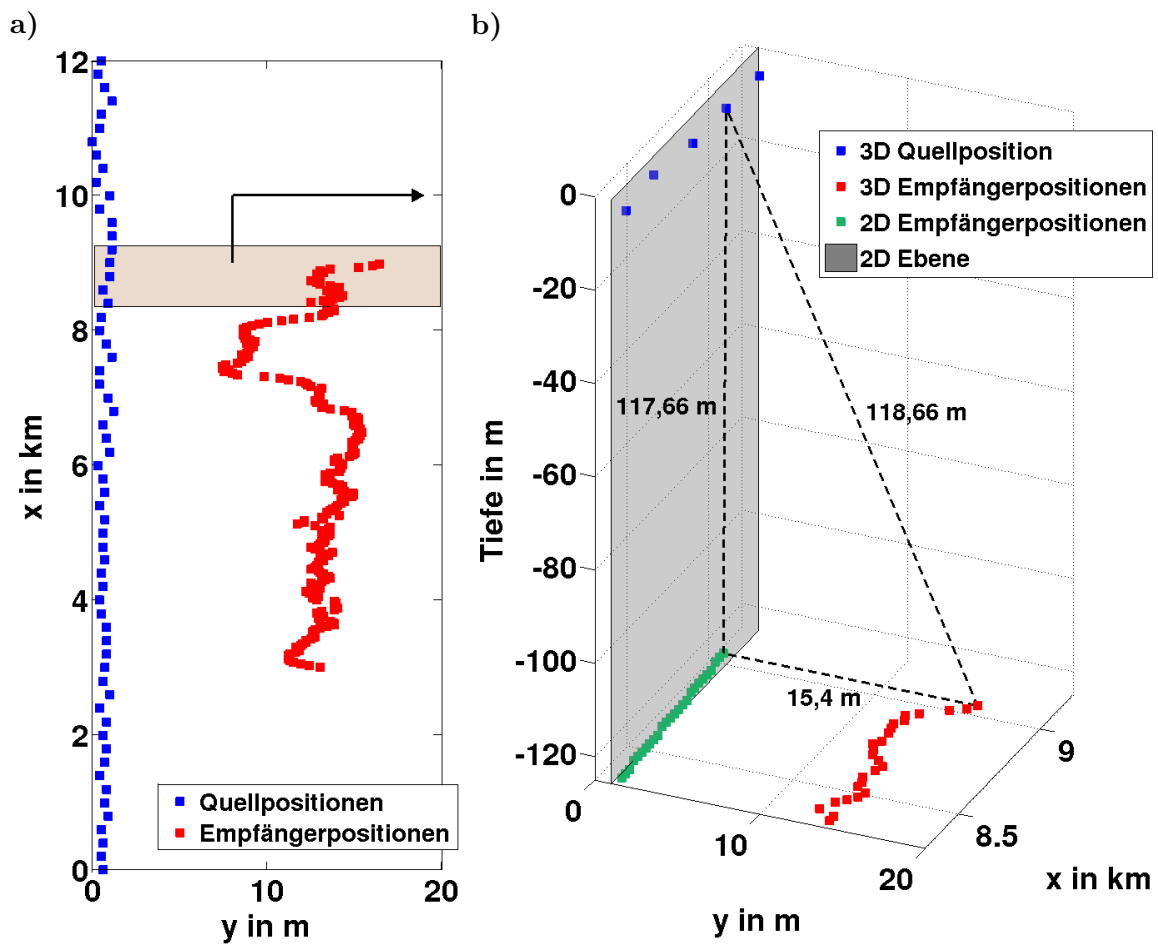 a)
12
10
8
6
4
2
0
0
10
20
x in km
y in m
Quellpositionen
Empfängerpositionen
b)
3D Quellposition
3D Empfängerpositionen
2D Empfängerpositionen
2D Ebene
0
-20
-40
-60
-80
-100
-120
Tiefe in m
117,66 m
118,66 m
15,4 m
0
10
20
y in m
8.5
9
x in km